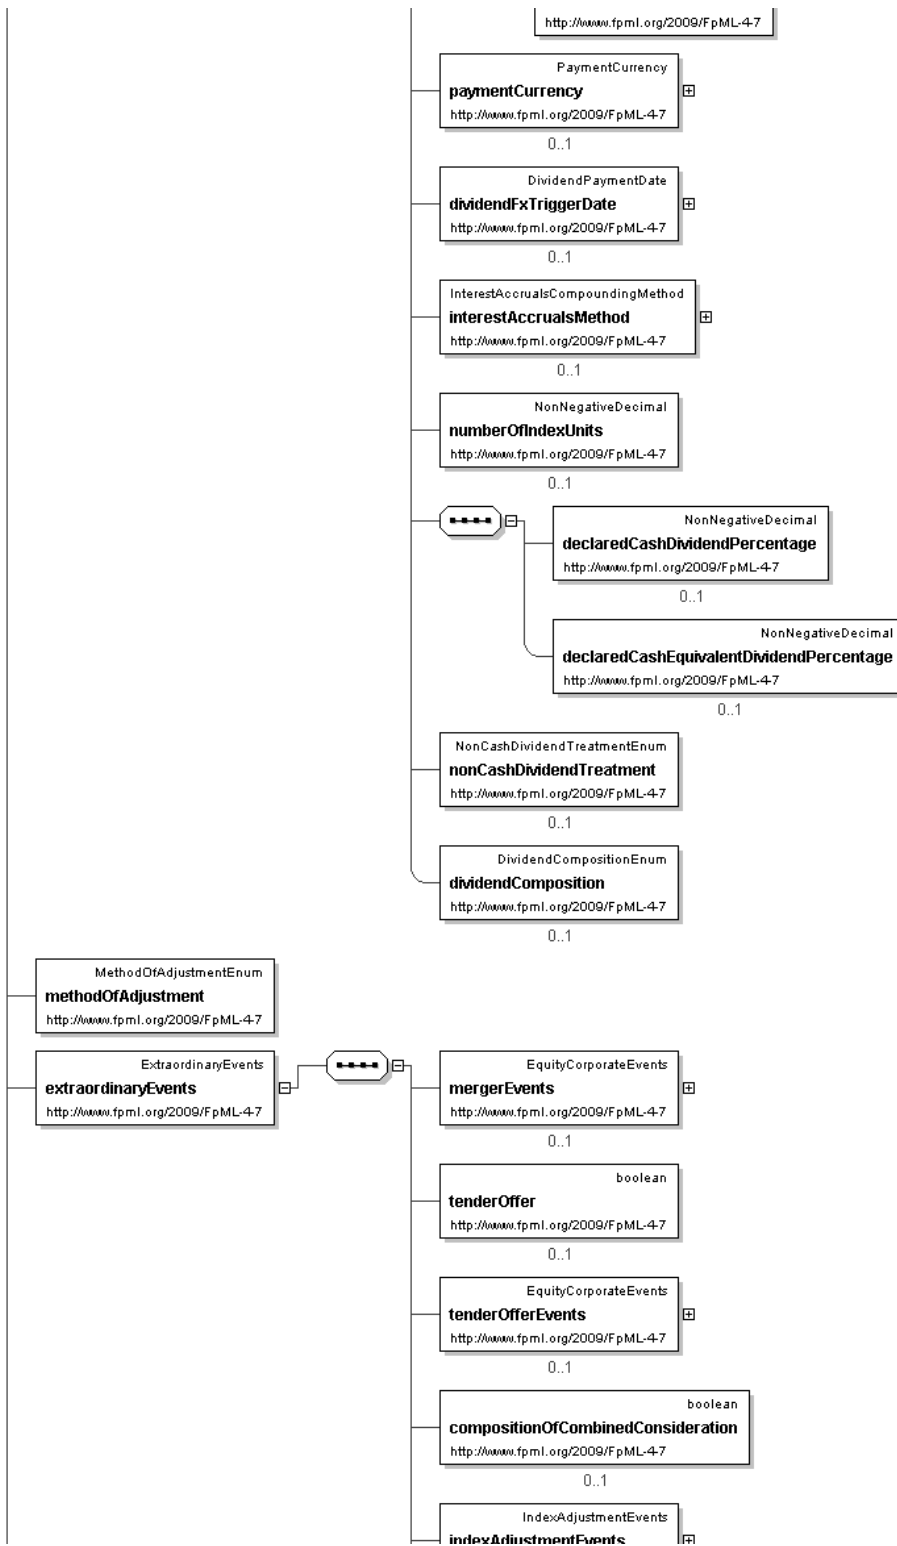 http://www.fpml.org/2009/FpML-4-7
PaymentCurrency
paymentCurrency
http://www.fpml.org/2009/FpML-4-7
0..1
DividendPaymentDate
dividendFxTriggerDate
http://www.fpml.org/2009/FpML-4-7
0..1
InterestAccrualsCompoundingMethod
interestAccrualsMethod
http://www.fpml.org/2009/FpML-4-7
0..1
NonNegativeDecimal
numberOfIndexUnits
http://www.fpml.org/2009/FpML-4-7
0..1
NonNegativeDecimal
declaredCashDividendPercentage
http://www.fpml.org/2009/FpML-4-7
0..1
NonNegativeDecimal
declaredCashEquivalentDividendPercentage
http://www.fpml.org/2009/FpML-4-7
0..1
NonCashDividendTreatmentEnum
nonCashDividendTreatment
http://www.fpml.org/2009/FpML-4-7
0..1
DividendCompositionEnum
dividendComposition
http://www.fpml.org/2009/FpML-4-7
0..1
MethodOfAdjustmentEnum
methodOfAdjustment
http://www.fpml.org/2009/FpML-4-7
ExtraordinaryEvents
extraordinaryEvents
http://www.fpml.org/2009/FpML-4-7
EquityCorporateEvents
mergerEvents
http://www.fpml.org/2009/FpML-4-7
0..1
boolean
tenderOffer
http://www.fpml.org/2009/FpML-4-7
0..1
EquityCorporateEvents
tenderOfferEvents
http://www.fpml.org/2009/FpML-4-7
0..1
boolean
compositionOfCombinedConsideration
http://www.fpml.org/2009/FpML-4-7
0..1
IndexAdjustmentEvents
indexAdjustmentEvents